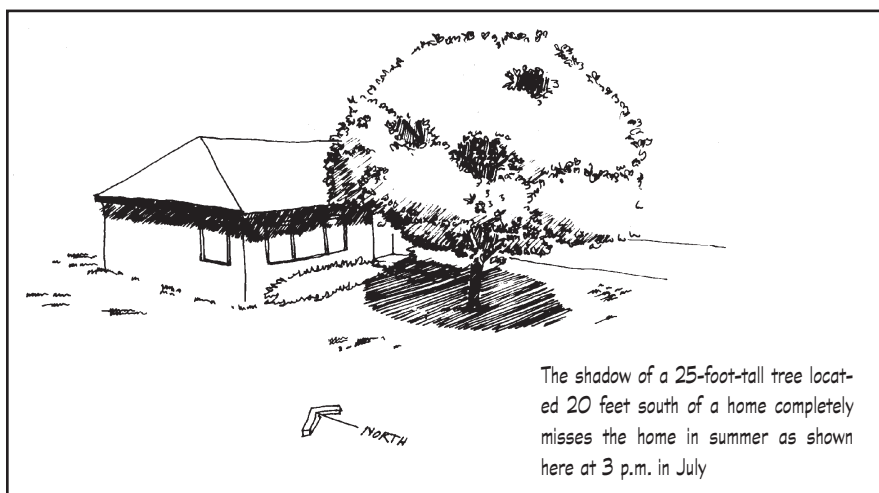 NORTH
The shadow of a 25-foot-tall tree locat-
ed 20 feet south of a home completely
misses the home in summer as shown
here at 3 p.m. in July